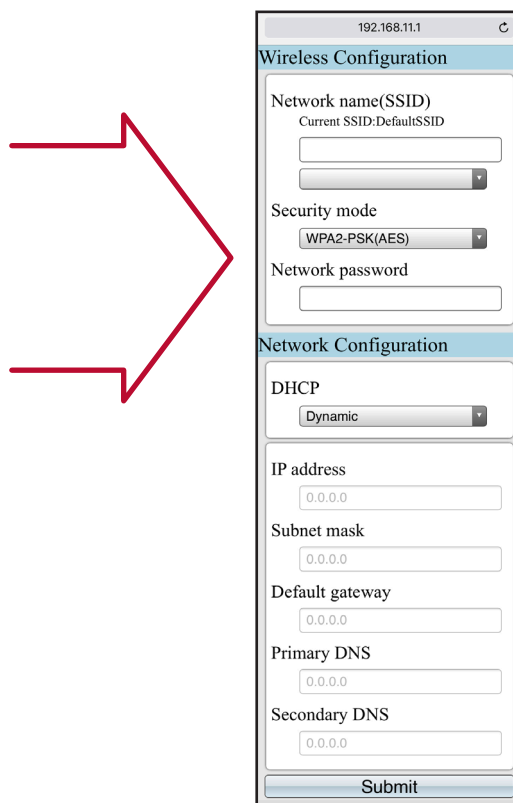 192.168.11.1
Wireless Configuration
Network name(SSID)
Current SSID:DefaultSSID
Security mode
WPA2-PSK(AES)
Network password
Network Configuration
DHCP
Dynamic
IP address
0.0.0.0
Subnet mask
0.0.0.0
Default gateway
0.0.0.0
Primary DNS
0.0.0.0
Secondary DNS
0.0.0.0
Submit